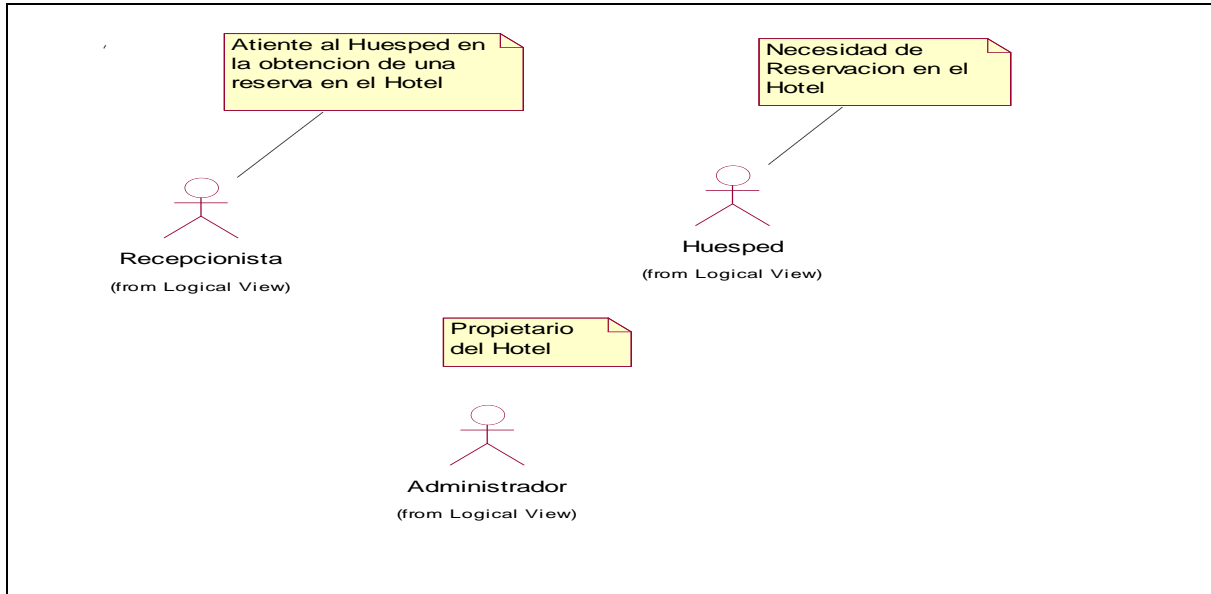 Atiente al Huesped en
la obtencion de una
reserva en el Hotel
Necesidad de
Reservacion en el
Hotel
Recepcionista
(from Logical View)
Huesped
(from Logical View)
Propietario
del Hotel
Administrador
(from Logical View)